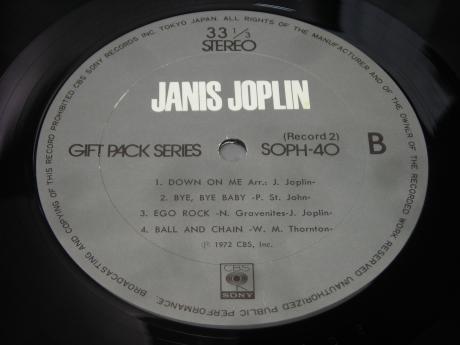 BROADCASTING AND COPYING OF THIS RECORD PROHIBITED. CBS SONY RECORDS INC. TOKYO JAPAN. ALL RIGHTS OF THE MANUFACTURER AND OF THE OWNER OF THE RECORDED WORK RESERVED UNAUTHORIZED PUBLIC PERFORMANCE.
33 1/3
STEREO
JANIS JOPLIN
(Record 2)
GIFT PACK SERIES SOPH-40 B
1. DOWN ON ME Arr.: J. Joplin-
2. BYE, BYE BABY -P. St. John-
3. EGO ROCK -N. Gravenites-J. Joplin-
4. BALL AND CHAIN -W. M. Thornton-
Ⓟ 1972 CBS, Inc.
CBS
SONY